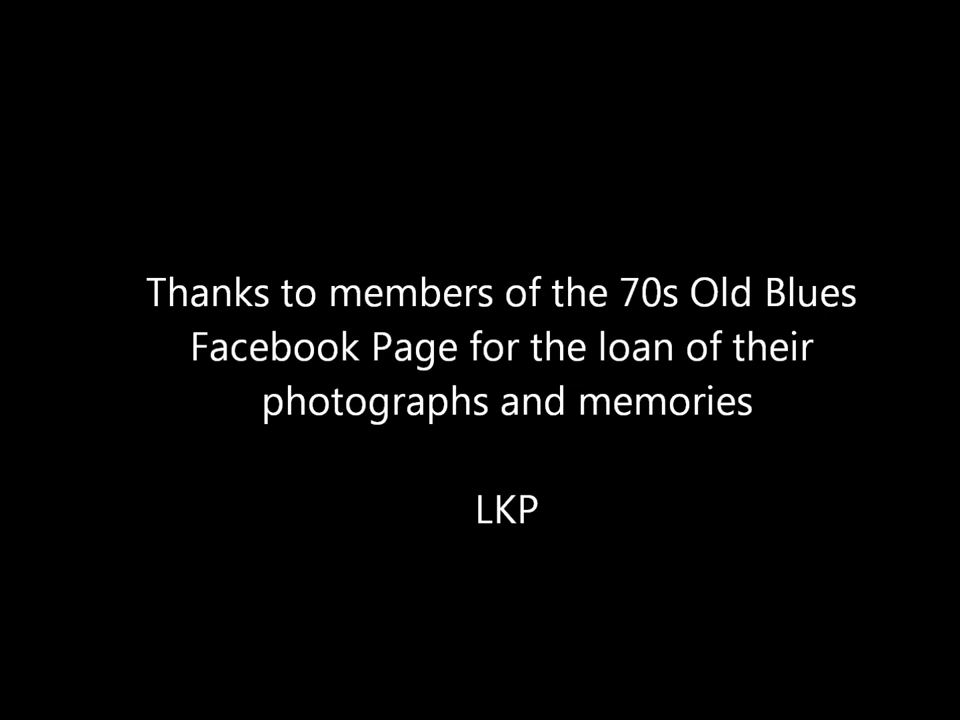 Thanks to members of the 70s Old Blues
Facebook Page for the loan of their
photographs and memories
LKP